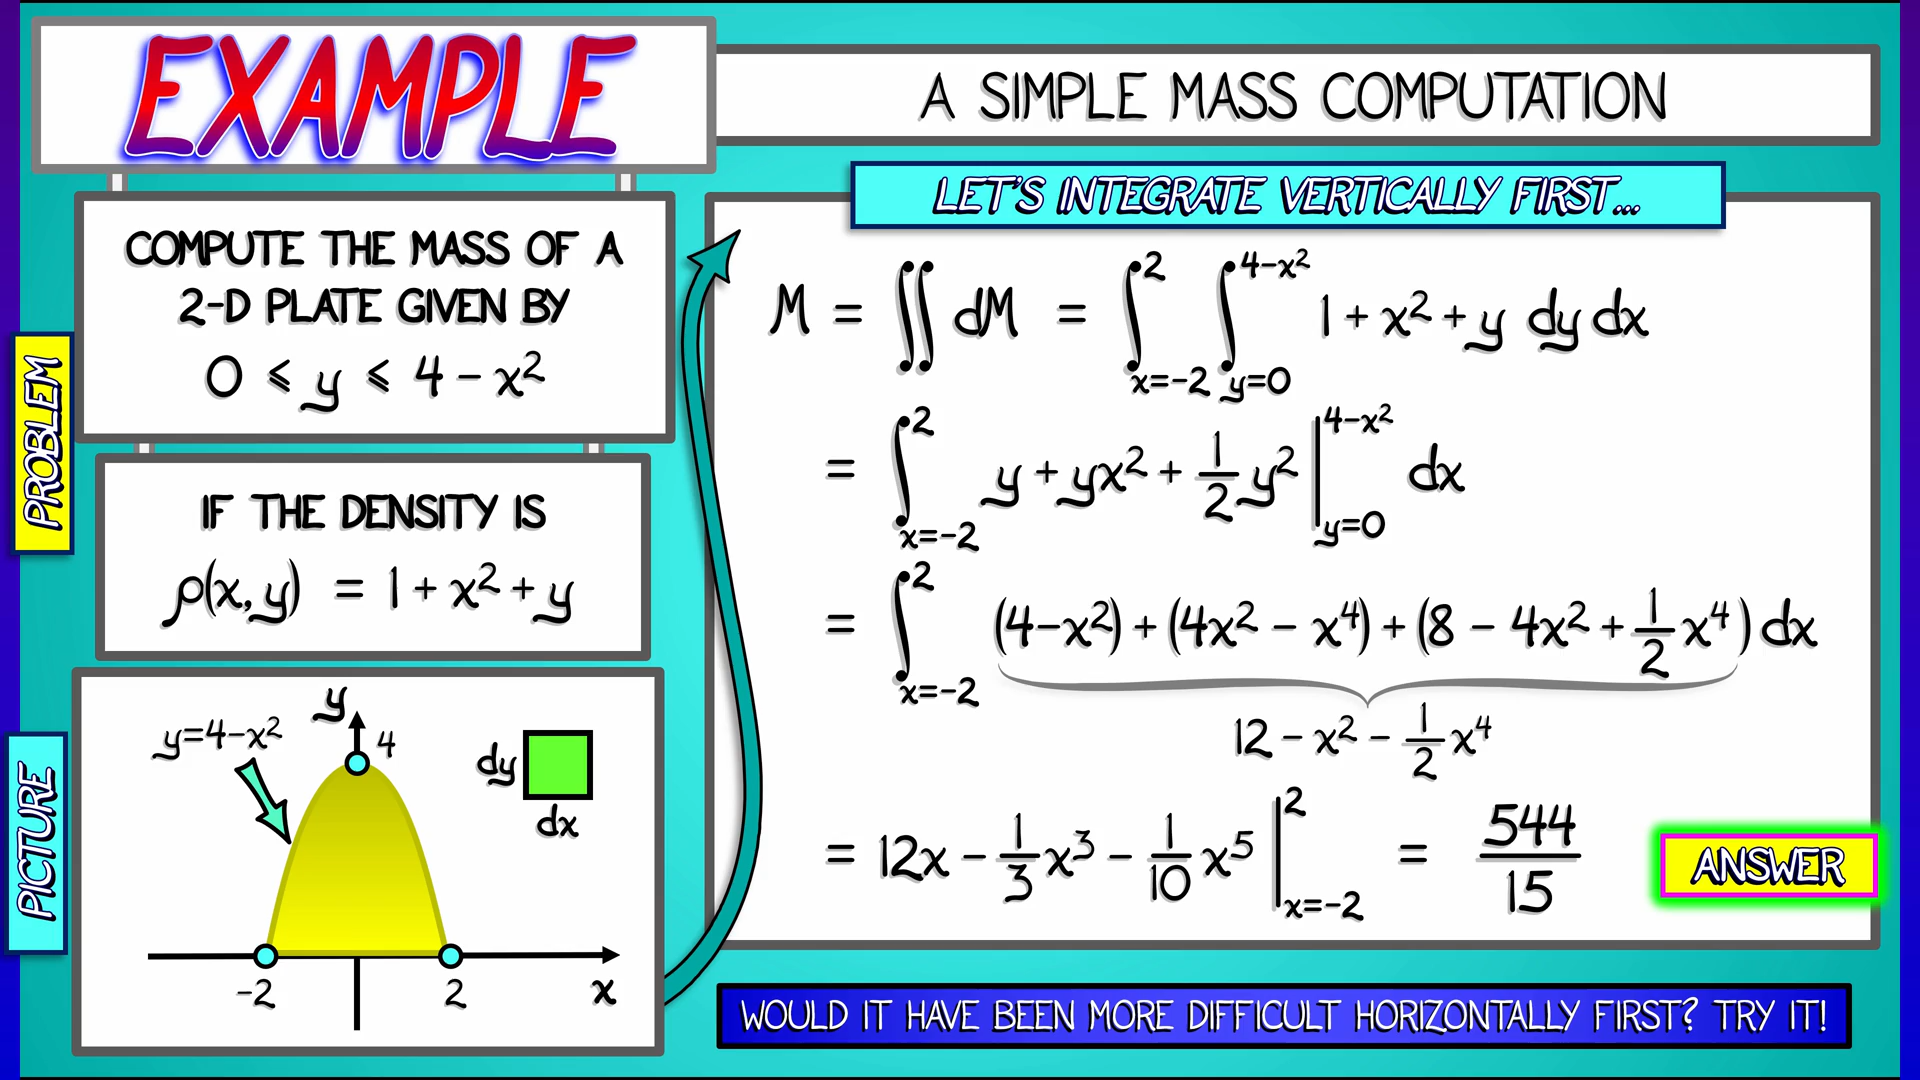 EXAMPLE
A SIMPLE MASS COMPUTATION
PROBLEM
COMPUTE THE MASS OF A
2-D PLATE GIVEN BY
0 ⩽ y ⩽ 4 − x²
IF THE DENSITY IS
ρ(x,y) = 1 + x² + y
PICTURE
y=4−x²
y
4
dy
dx
−2
2
x
LET'S INTEGRATE VERTICALLY FIRST...
M = ∬ dM = ∫_{x=−2}^{2} ∫_{y=0}^{4−x²} 1 + x² + y dy dx
= ∫_{x=−2}^{2} y + yx² + 1/2 y² |_{y=0}^{4−x²} dx
= ∫_{x=−2}^{2} (4−x²) + (4x² − x⁴) + (8 − 4x² + 1/2 x⁴) dx
12 − x² − 1/2 x⁴
= 12x − 1/3 x³ − 1/10 x⁵ |_{x=−2}^{2} = 544/15
ANSWER
WOULD IT HAVE BEEN MORE DIFFICULT HORIZONTALLY FIRST? TRY IT!